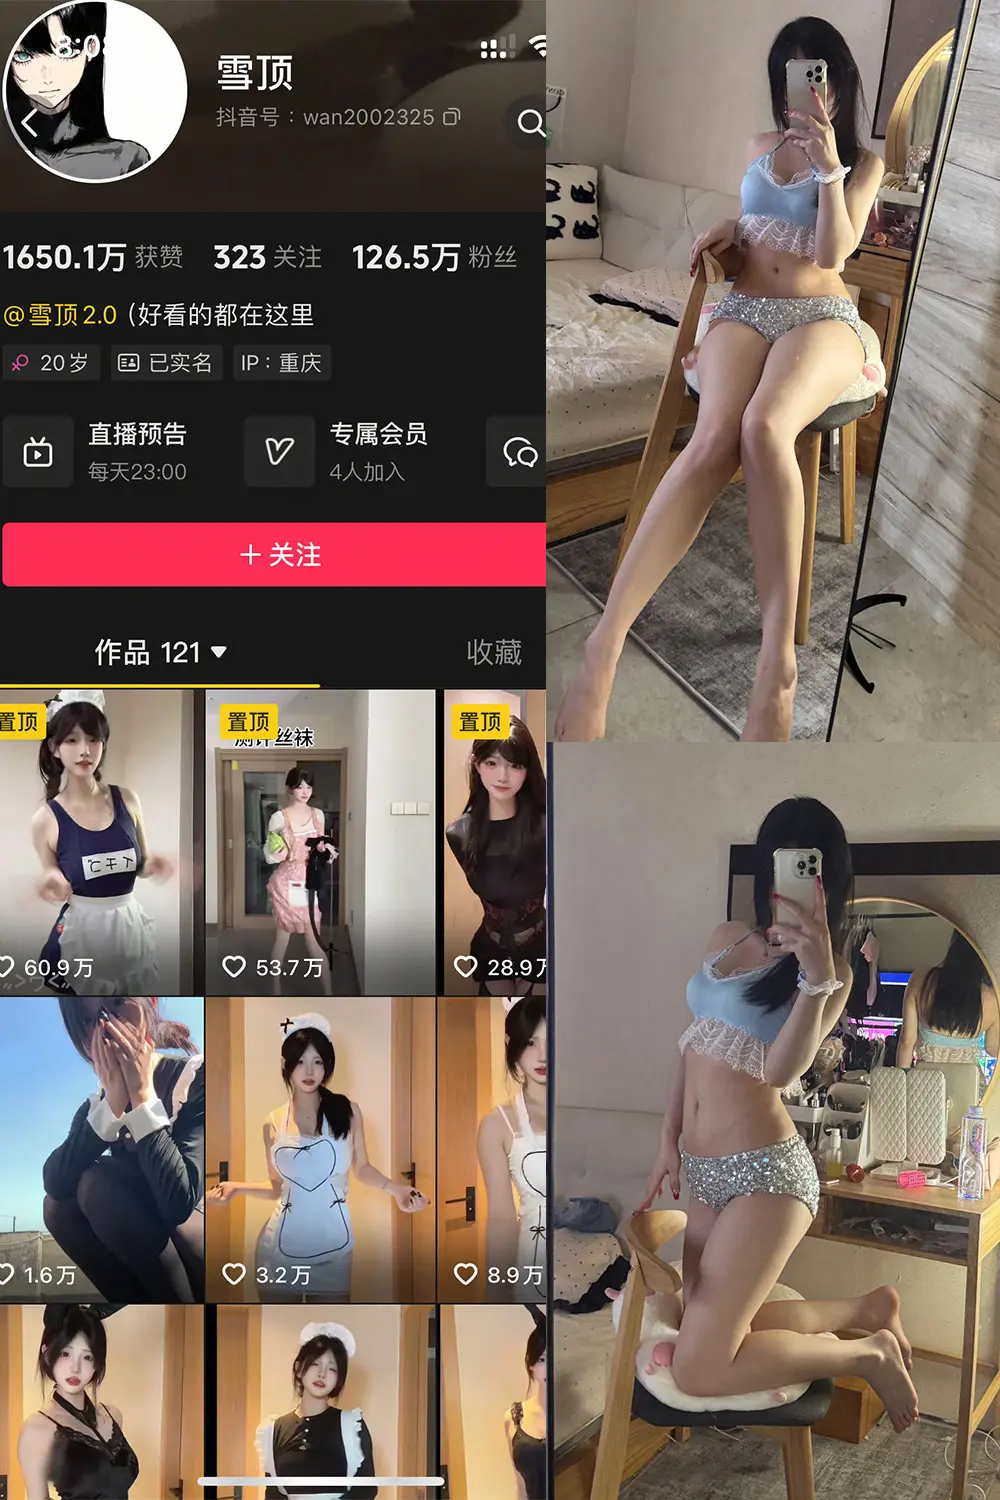 8:08
雪顶
抖音号：wan2002325
1650.1万 获赞 323 关注 126.5万 粉丝
@雪顶2.0（好看的都在这里
20岁 已实名 IP：重庆
直播预告 专属会员
每天23:00 4人加入
+ 关注
作品 121 收藏
置顶 置顶 置顶
测评丝袜
60.9万 53.7万 28.9万
1.6万 3.2万 8.9万